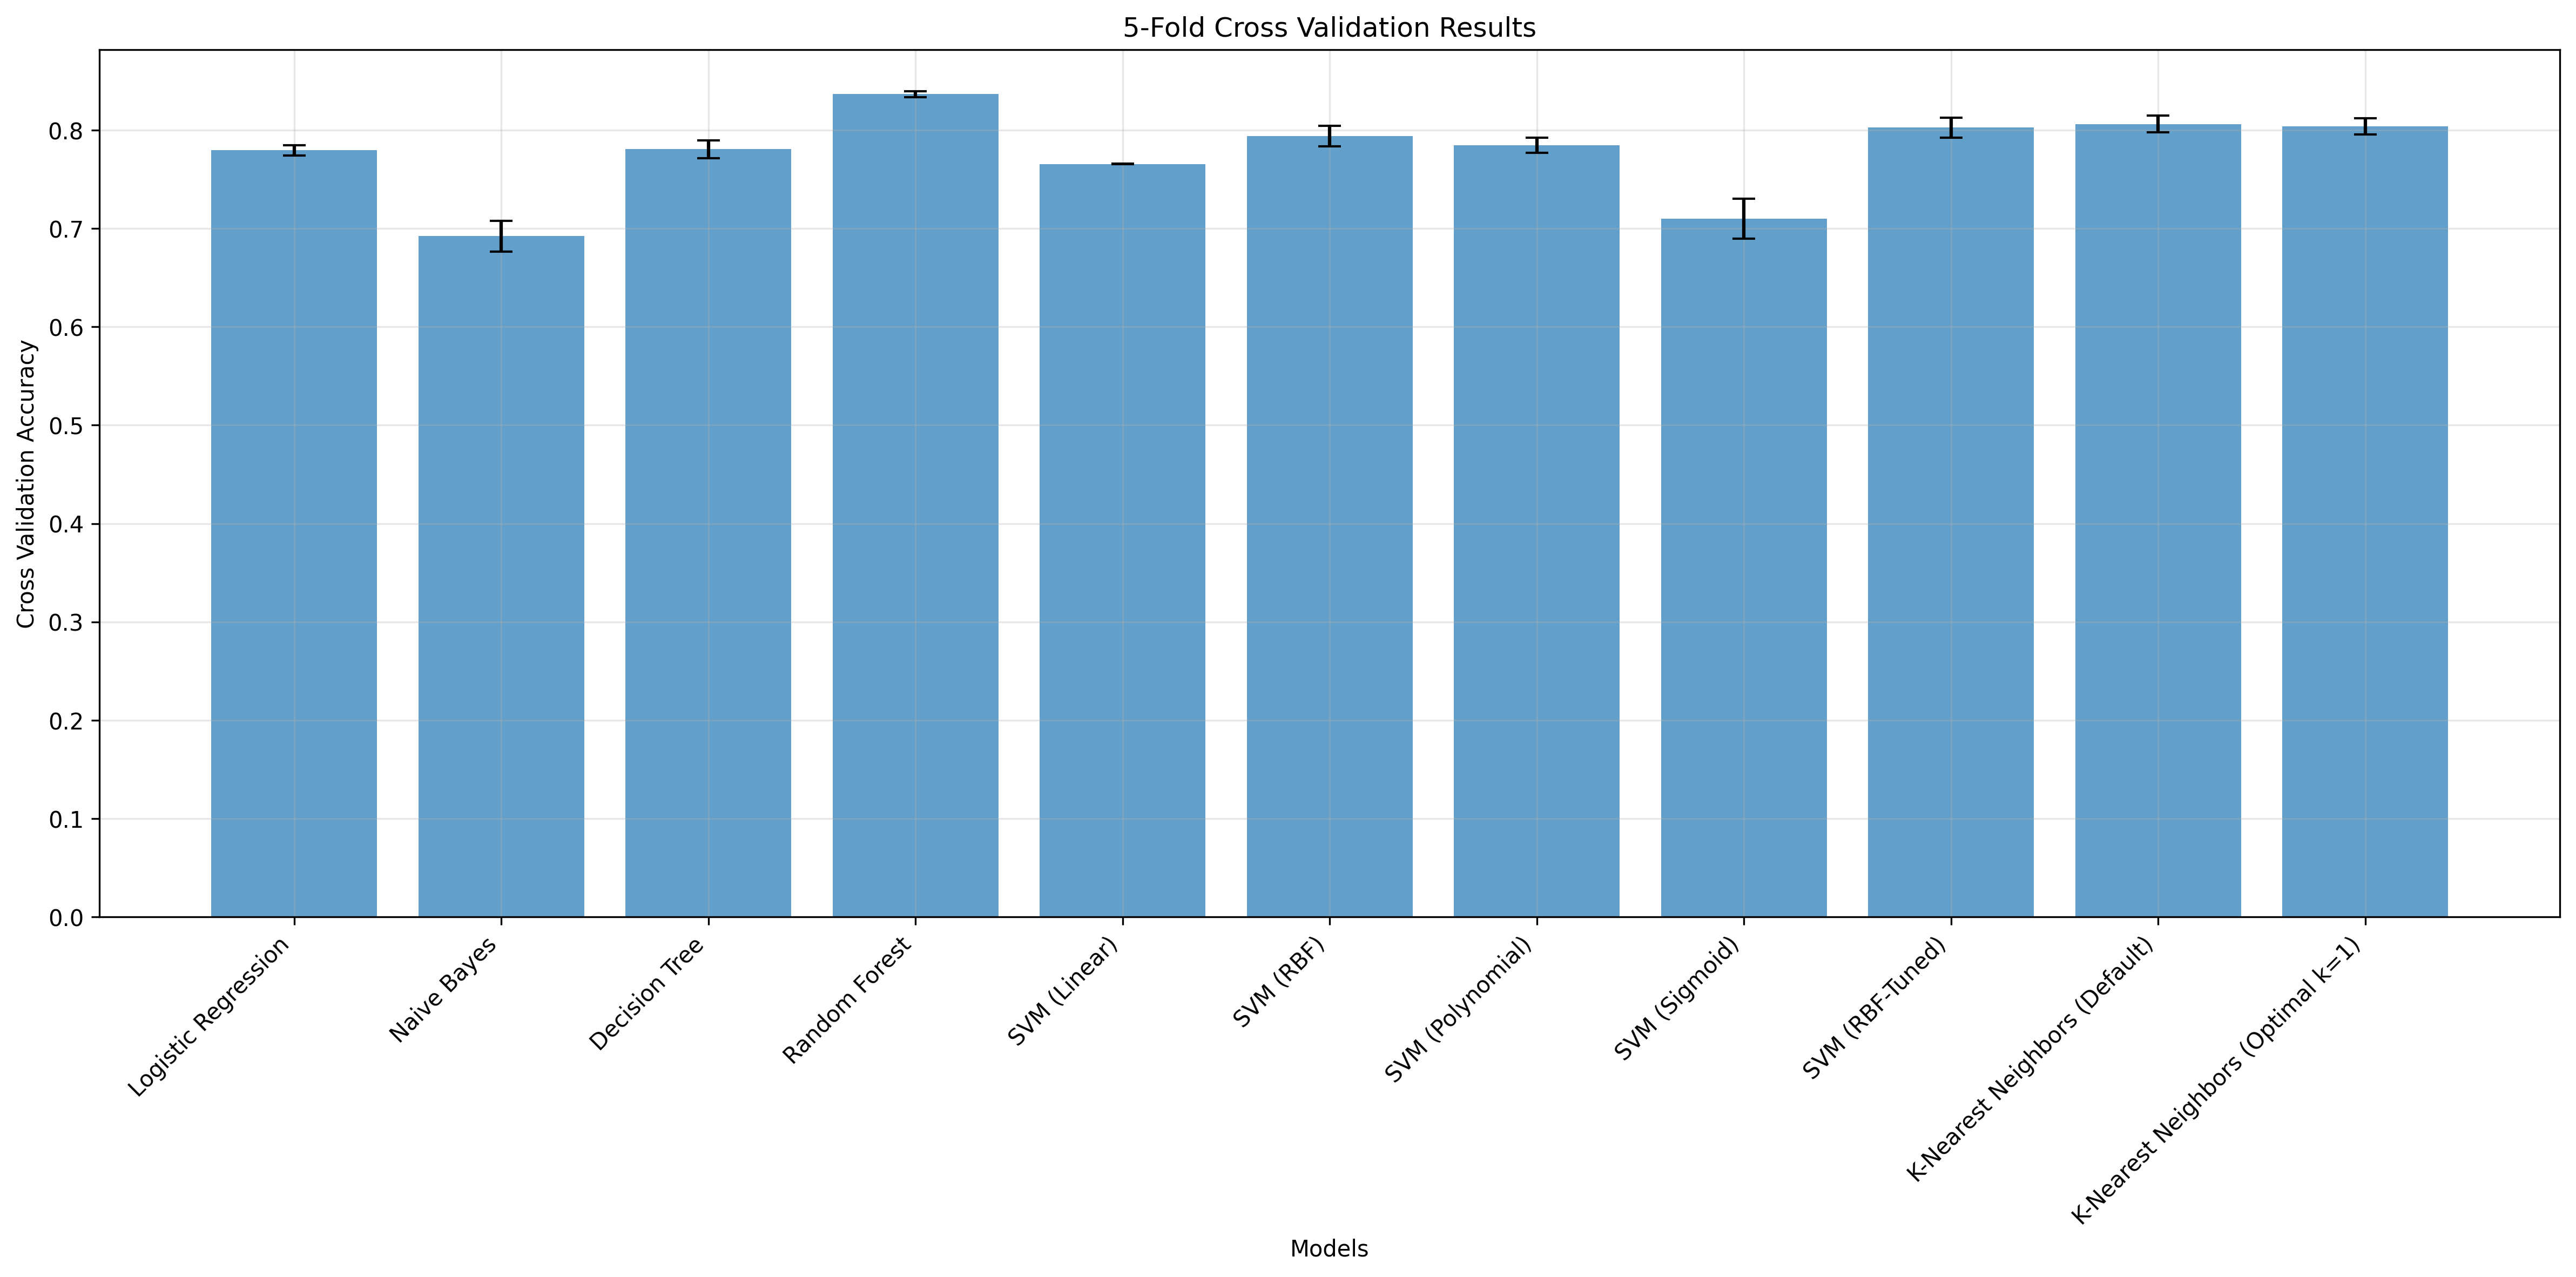 5-Fold Cross Validation Results
Cross Validation Accuracy
0.8
0.7
0.6
0.5
0.4
0.3
0.2
0.1
0.0
Logistic Regression
Naive Bayes
Decision Tree
Random Forest
SVM (Linear)
SVM (RBF)
SVM (Polynomial)
SVM (Sigmoid)
SVM (RBF-Tuned)
K-Nearest Neighbors (Default)
K-Nearest Neighbors (Optimal k=1)
Models